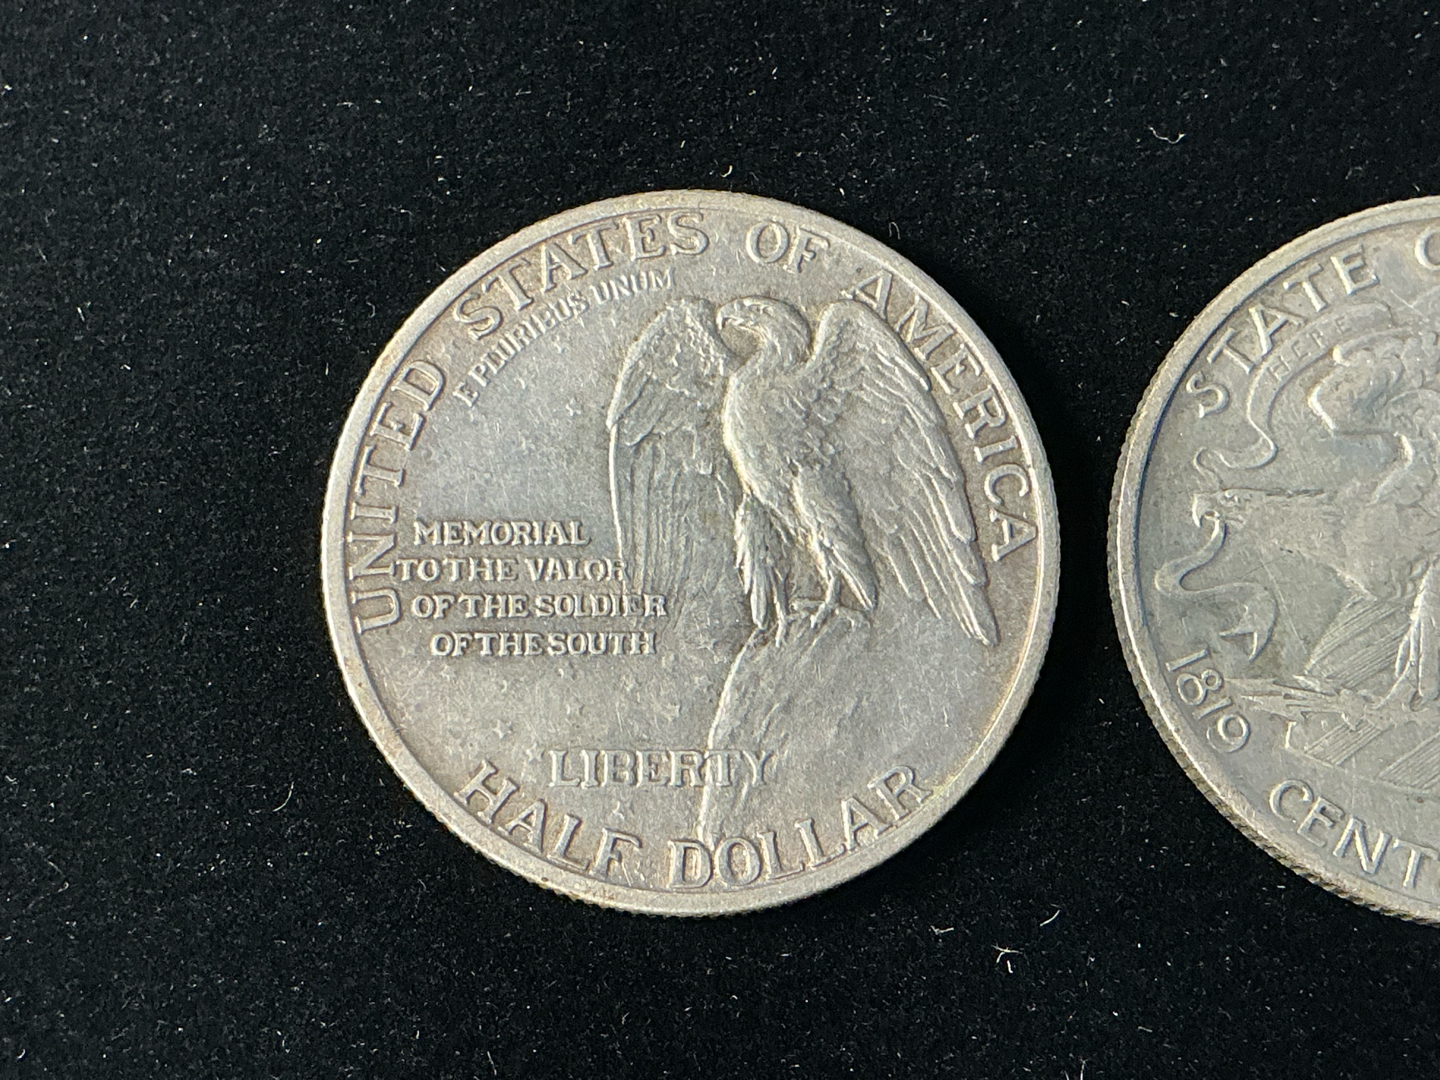 UNITED STATES OF AMERICA
E PLURIBUS UNUM
MEMORIAL
TO THE VALOR
OF THE SOLDIER
OF THE SOUTH
LIBERTY
HALF DOLLAR
STATE
HERE
1819
CENT